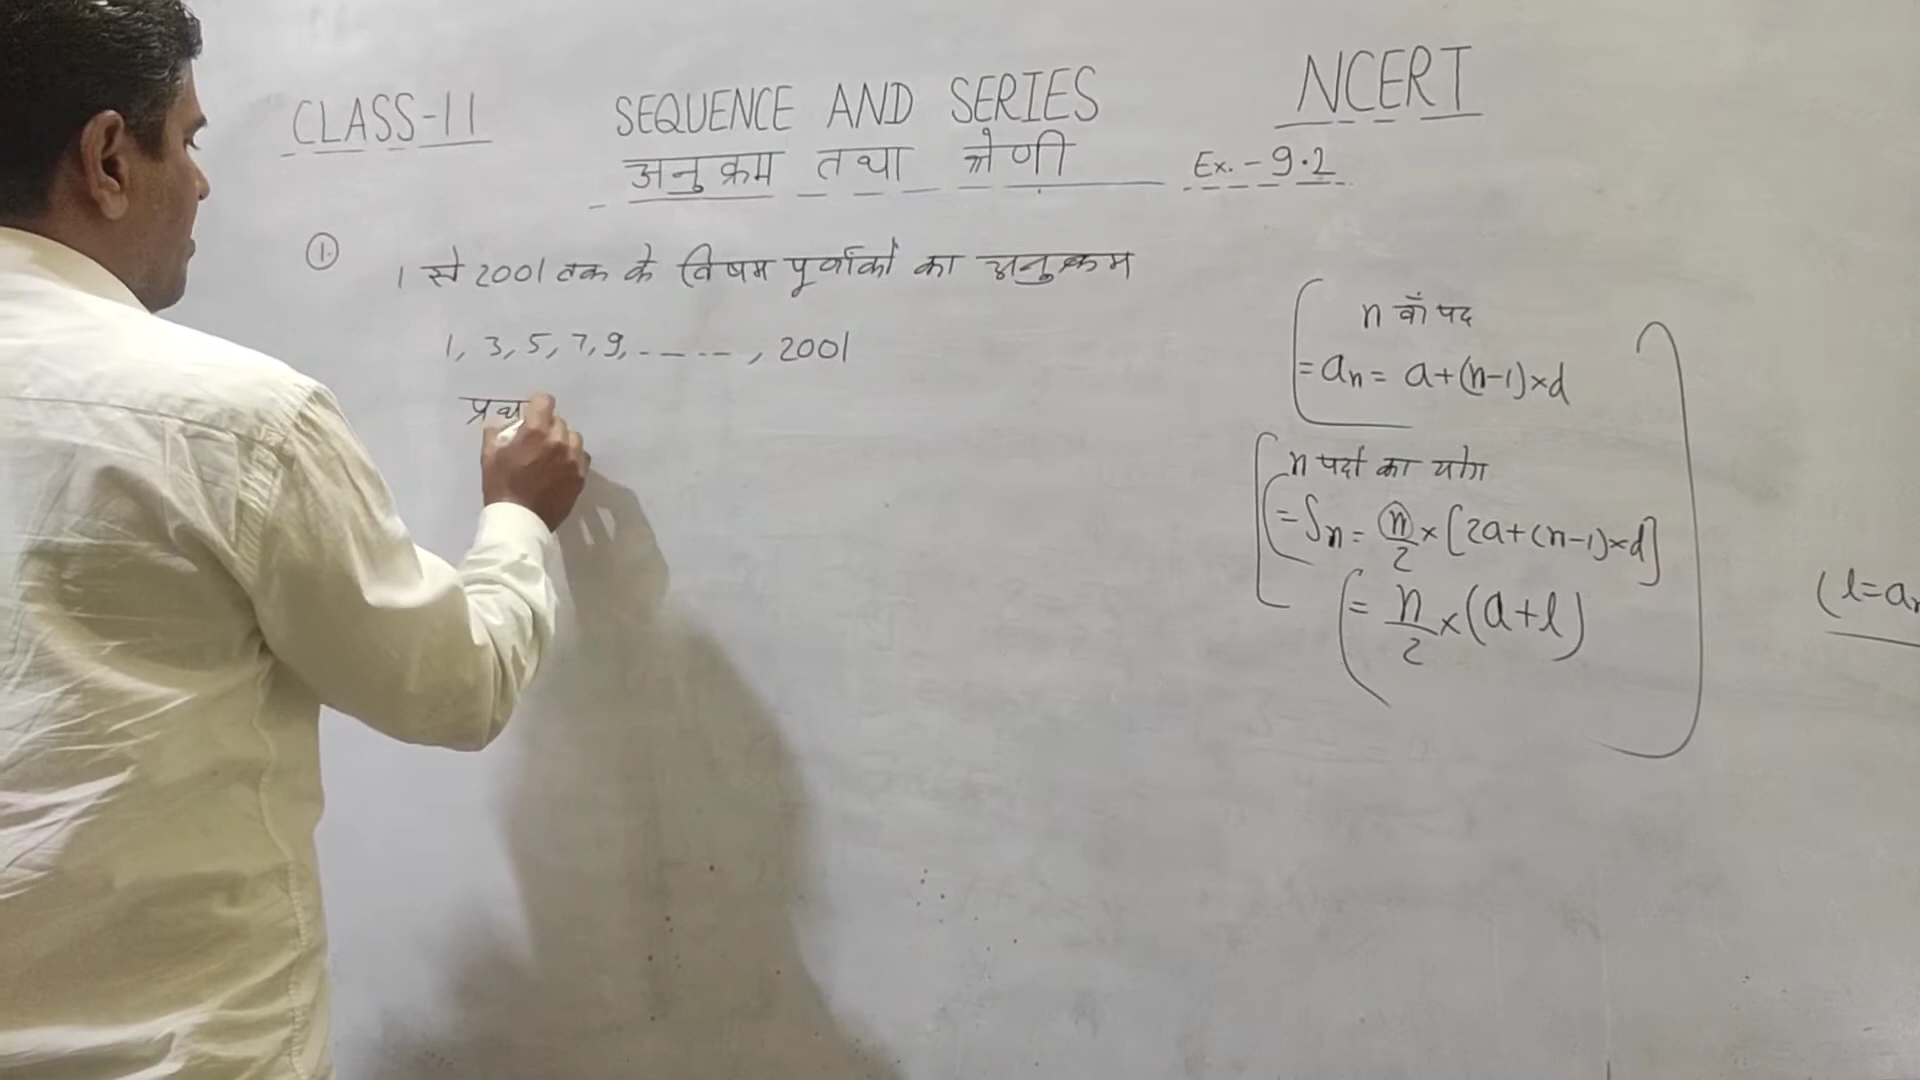 CLASS-11 SEQUENCE AND SERIES NCERT
अनुक्रम तथा श्रेणी Ex.-9.2
① 1 से 2001 तक के विषम पूर्णांकों का अनुक्रम
1, 3, 5, 7, 9, - - - - , 2001
प्रथ
n वाँ पद
= an = a+(n-1)×d
n पदों का योग
= Sn = n/2 × [2a+(n-1)×d]
= n/2 × (a+l)
(l=an